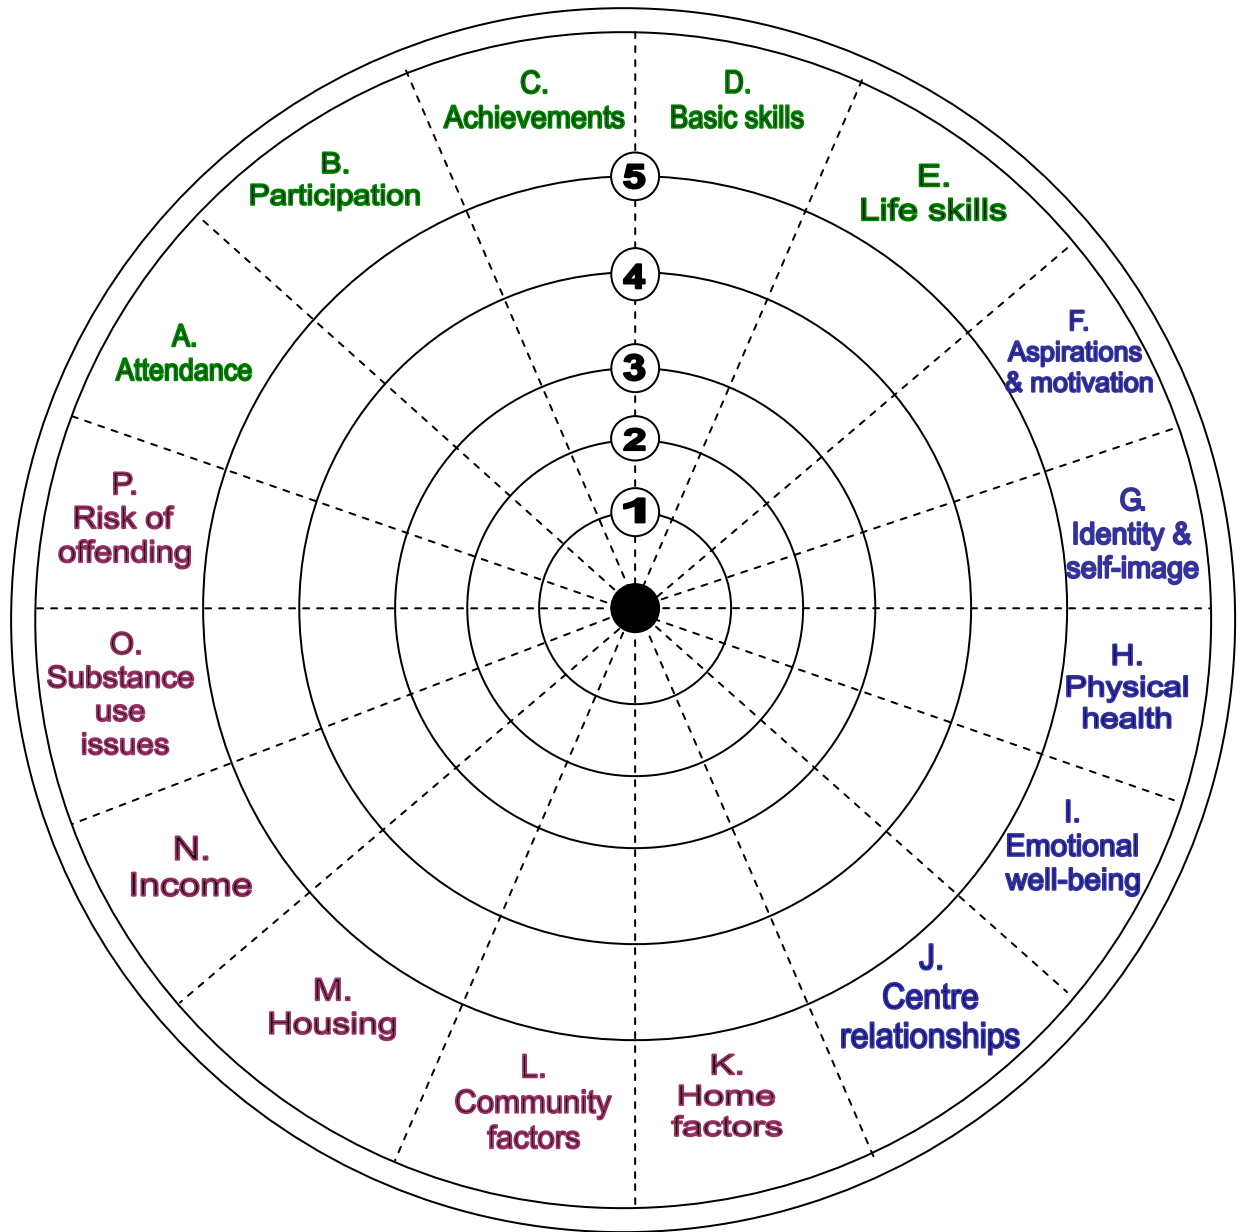 A.
Attendance
B.
Participation
C.
Achievements
D.
Basic skills
E.
Life skills
F.
Aspirations
& motivation
G.
Identity &
self-image
H.
Physical
health
I.
Emotional
well-being
J.
Centre
relationships
K.
Home
factors
L.
Community
factors
M.
Housing
N.
Income
O.
Substance
use
issues
P.
Risk of
offending
5
4
3
2
1